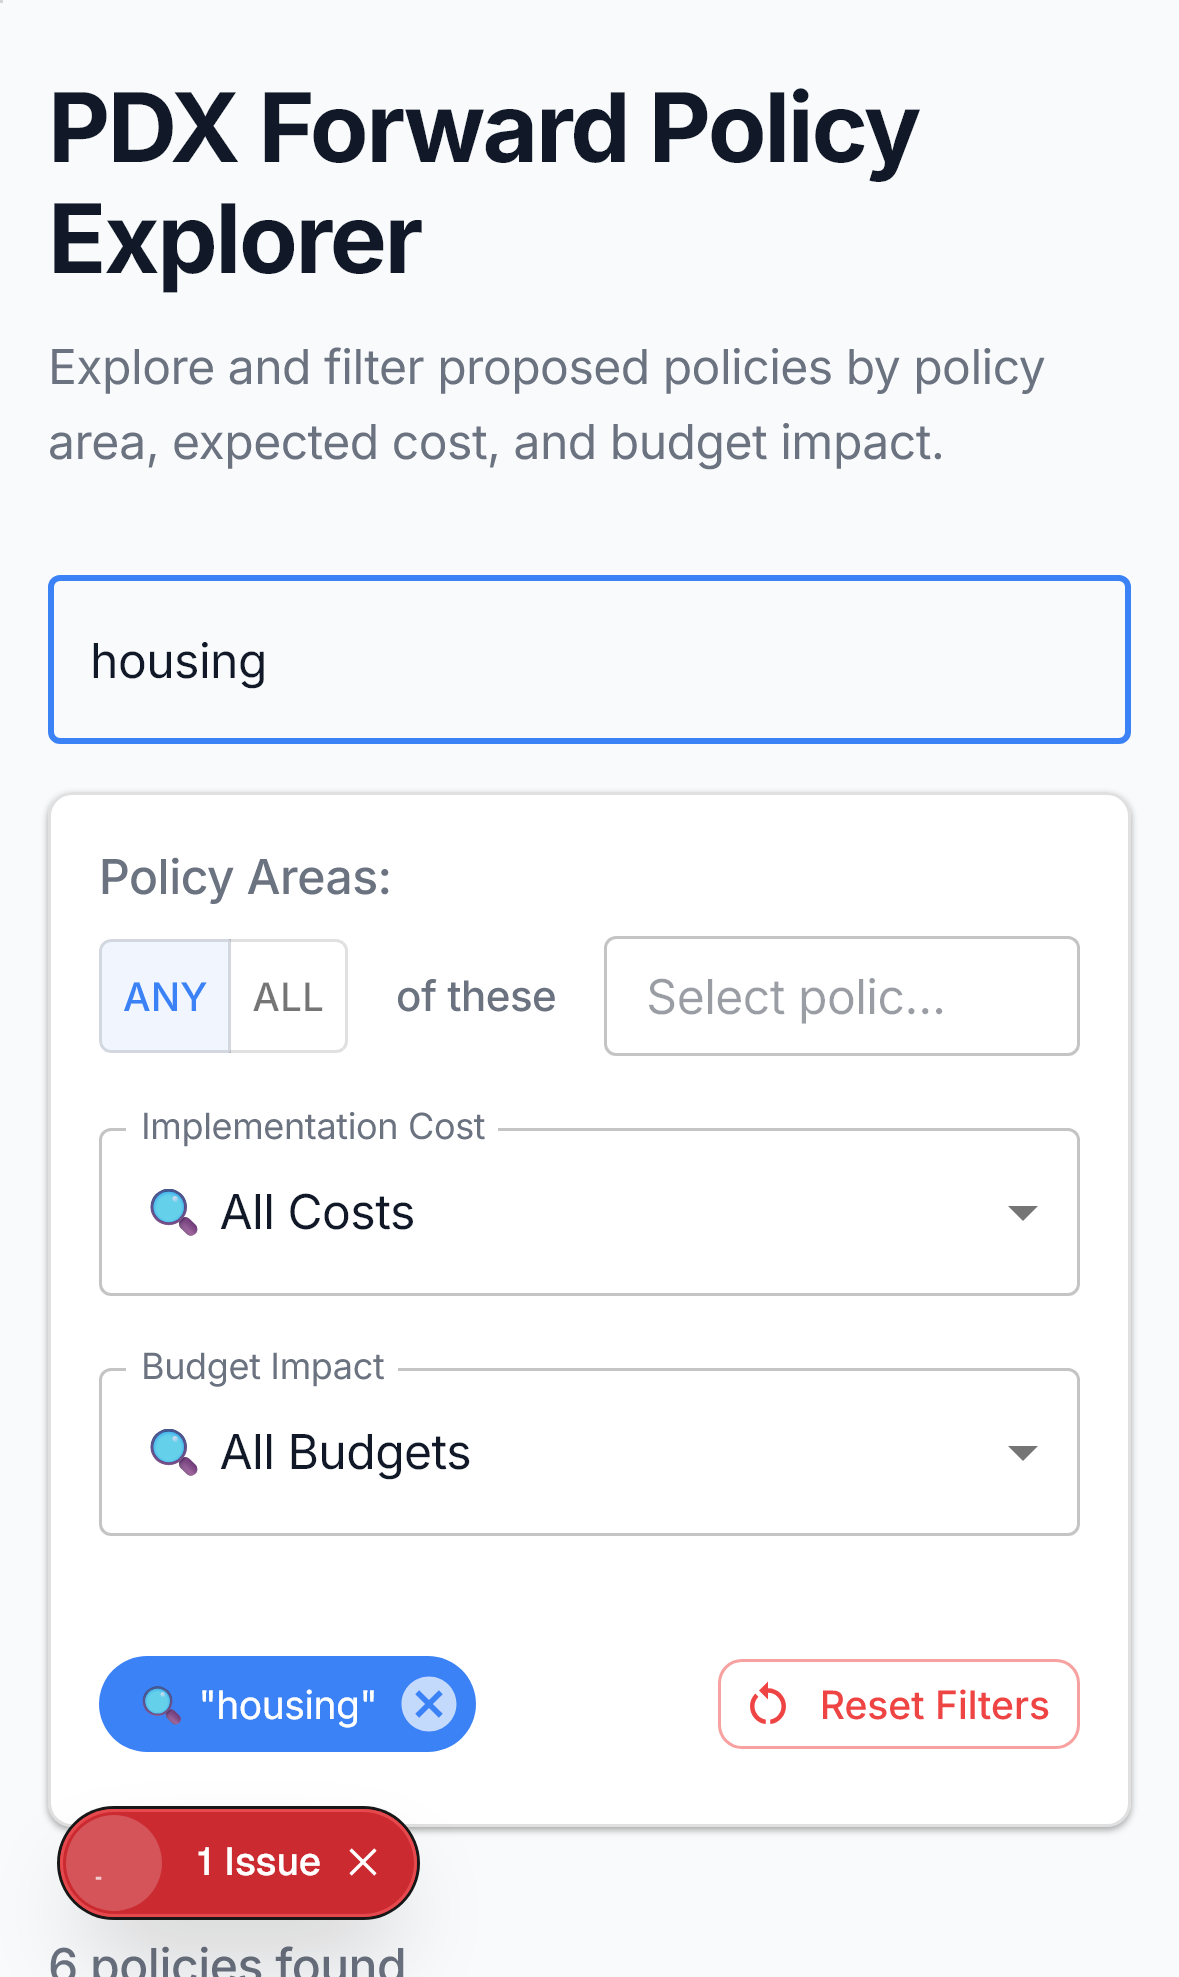 PDX Forward Policy
Explorer
Explore and filter proposed policies by policy
area, expected cost, and budget impact.
housing
Policy Areas:
ANY ALL of these Select polic...
Implementation Cost
All Costs
Budget Impact
All Budgets
"housing" Reset Filters
1 Issue
6 policies found